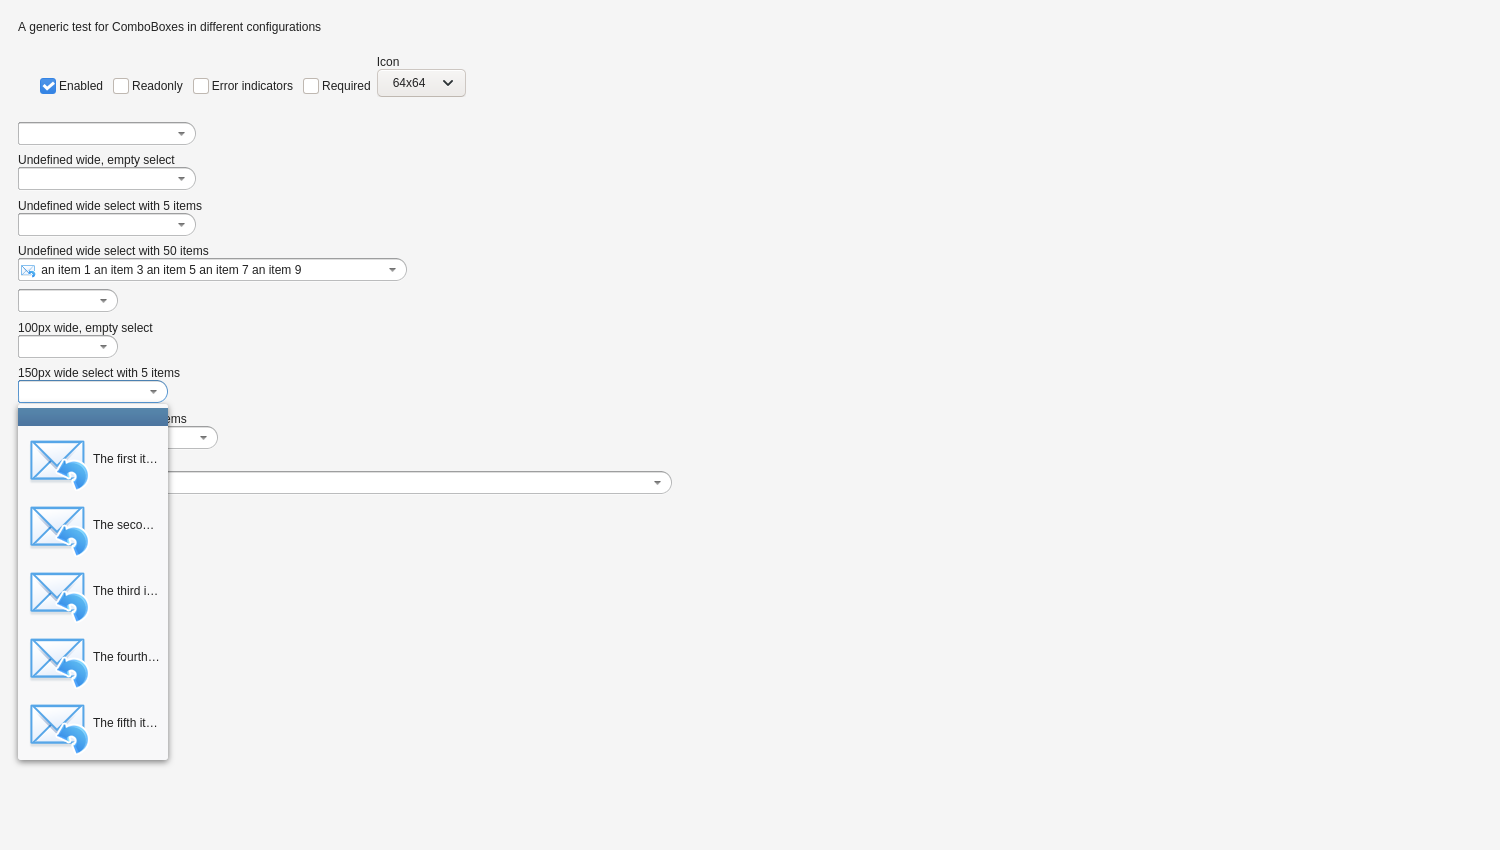 A generic test for ComboBoxes in different configurations
Icon
Enabled Readonly Error indicators Required 64x64
Undefined wide, empty select
Undefined wide select with 5 items
Undefined wide select with 50 items
an item 1 an item 3 an item 5 an item 7 an item 9
100px wide, empty select
150px wide select with 5 items
ems
The first it…
The seco…
The third i…
The fourth…
The fifth it…